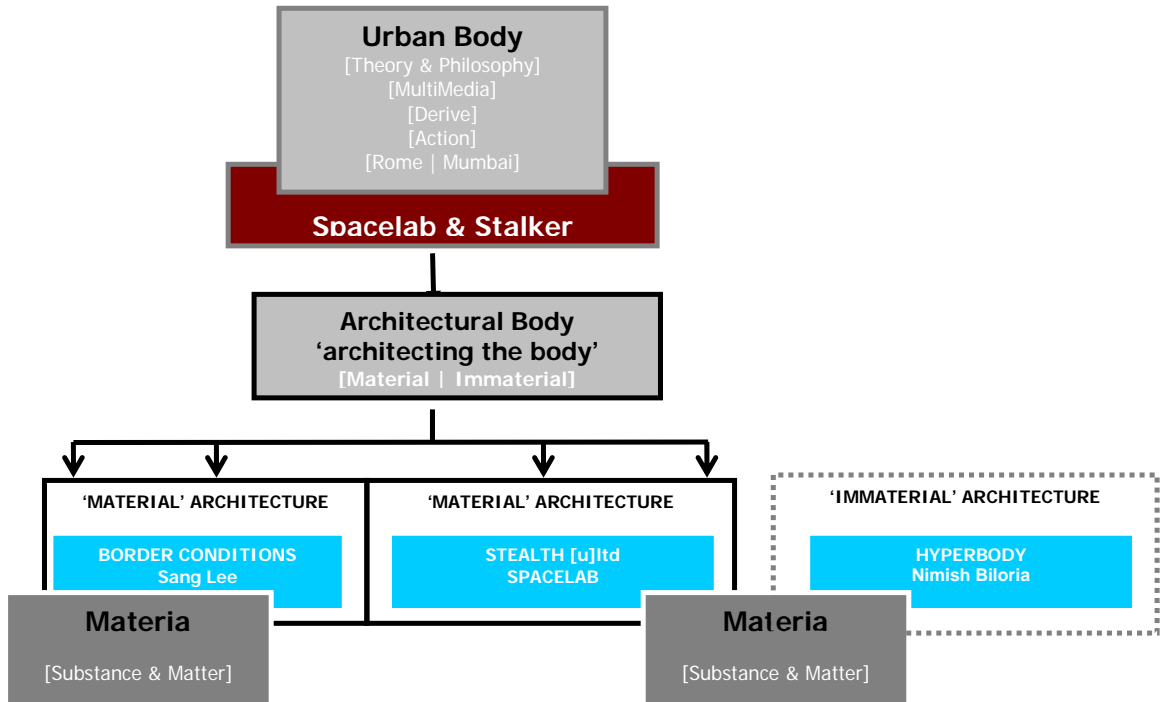 Urban Body
[Theory & Philosophy]
[MultiMedia]
[Derive]
[Action]
[Rome | Mumbai]
Spacelab & Stalker
Architectural Body
‘architecting the body’
[Material | Immaterial]
‘MATERIAL’ ARCHITECTURE
BORDER CONDITIONS
Sang Lee
‘MATERIAL’ ARCHITECTURE
STEALTH [u]ltd
SPACELAB
‘IMMATERIAL’ ARCHITECTURE
HYPERBODY
Nimish Biloria
Materia
[Substance & Matter]
Materia
[Substance & Matter]